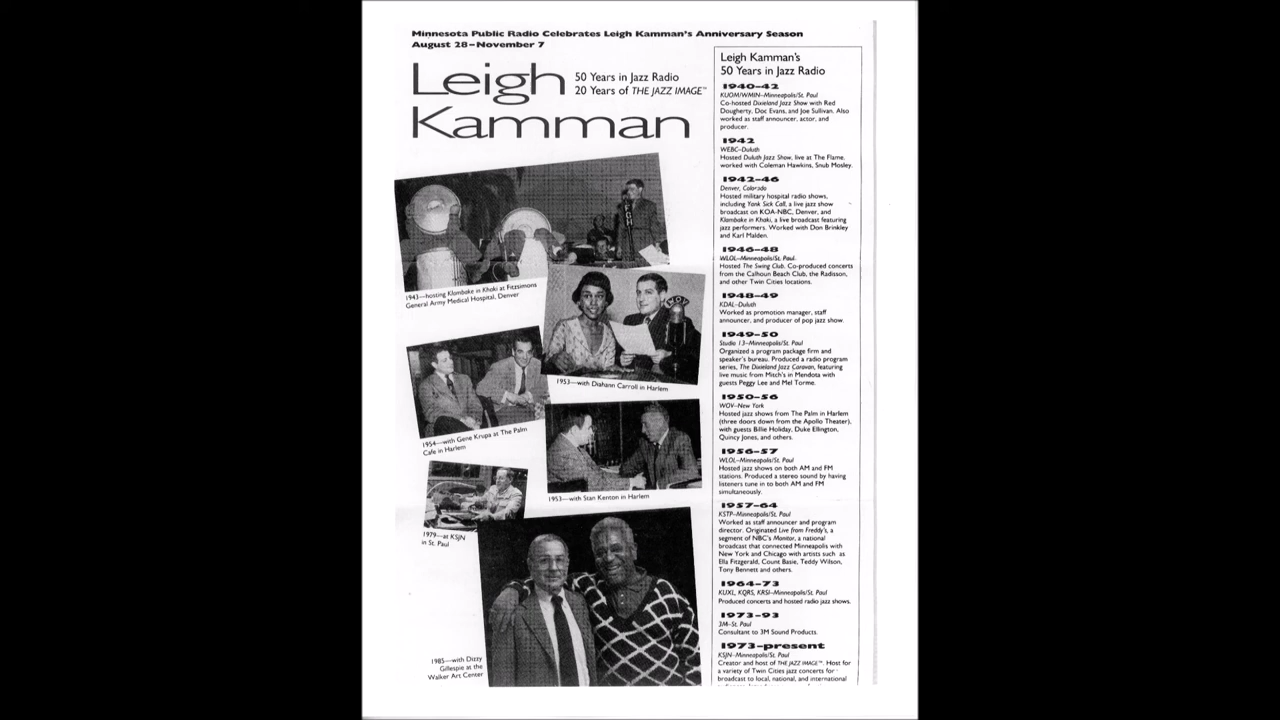 Minnesota Public Radio Celebrates Leigh Kamman's Anniversary Season
August 28–November 7
Leigh
Kamman
50 Years in Jazz Radio
20 Years of THE JAZZ IMAGE™
FGH
1943—hosting Klambake in Khaki at Fitzsimons
General Army Medical Hospital, Denver
WOV
1953—with Diahann Carroll in Harlem
1954—with Gene Krupa at The Palm
Cafe in Harlem
1953—with Stan Kenton in Harlem
1979—at KSJN
in St. Paul
1985—with Dizzy
Gillespie at the
Walker Art Center
Leigh Kamman's
50 Years in Jazz Radio
1940–42
KUOM/WMIN–Minneapolis/St. Paul
Co-hosted Dixieland Jazz Show with Red
Dougherty, Doc Evans, and Joe Sullivan. Also
worked as staff announcer, actor, and
producer.
1942
WEBC–Duluth
Hosted Duluth Jazz Show, live at The Flame,
worked with Coleman Hawkins, Snub Mosley.
1942–46
Denver, Colorado
Hosted military hospital radio shows,
including Yank Sick Call, a live jazz show
broadcast on KOA-NBC, Denver, and
Klambake in Khaki, a live broadcast featuring
jazz performers. Worked with Don Brinkley
and Karl Malden.
1946–48
WLOL–Minneapolis/St. Paul
Hosted The Swing Club. Co-produced concerts
from the Calhoun Beach Club, the Radisson,
and other Twin Cities locations.
1948–49
KDAL–Duluth
Worked as promotion manager, staff
announcer, and producer of pop jazz show.
1949–50
Studio 13–Minneapolis/St. Paul
Organized a program package firm and
speaker's bureau. Produced a radio program
series, The Dixieland Jazz Caravan, featuring
live music from Mitch's in Mendota with
guests Peggy Lee and Mel Torme.
1950–56
WOV–New York
Hosted jazz shows from The Palm in Harlem
(three doors down from the Apollo Theater),
with guests Billie Holiday, Duke Ellington,
Quincy Jones, and others.
1956–57
WLOL–Minneapolis/St. Paul
Hosted jazz shows on both AM and FM
stations. Produced a stereo sound by having
listeners tune in to both AM and FM
simultaneously.
1957–64
KSTP–Minneapolis/St. Paul
Worked as staff announcer and program
director. Originated Live from Freddy's, a
segment of NBC's Monitor, a national
broadcast that connected Minneapolis with
New York and Chicago with artists such as
Ella Fitzgerald, Count Basie, Teddy Wilson,
Tony Bennett and others.
1964–73
KUXL, KQRS, KRSI–Minneapolis/St. Paul
Produced concerts and hosted radio jazz shows.
1973–93
3M–St. Paul
Consultant to 3M Sound Products.
1973–present
KSJN–Minneapolis/St. Paul
Creator and host of THE JAZZ IMAGE™. Host for
a variety of Twin Cities jazz concerts for
broadcast to local, national, and international